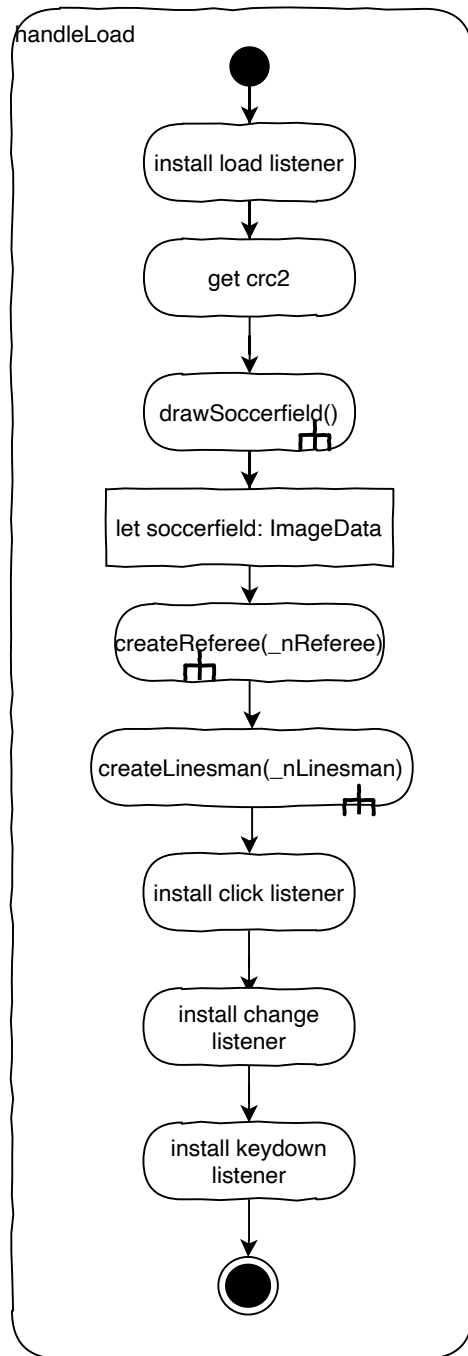 handleLoad
install load listener
get crc2
drawSoccerfield()
let soccerfield: ImageData
createReferee(_nReferee)
createLinesman(_nLinesman)
install click listener
install change
listener
install keydown
listener